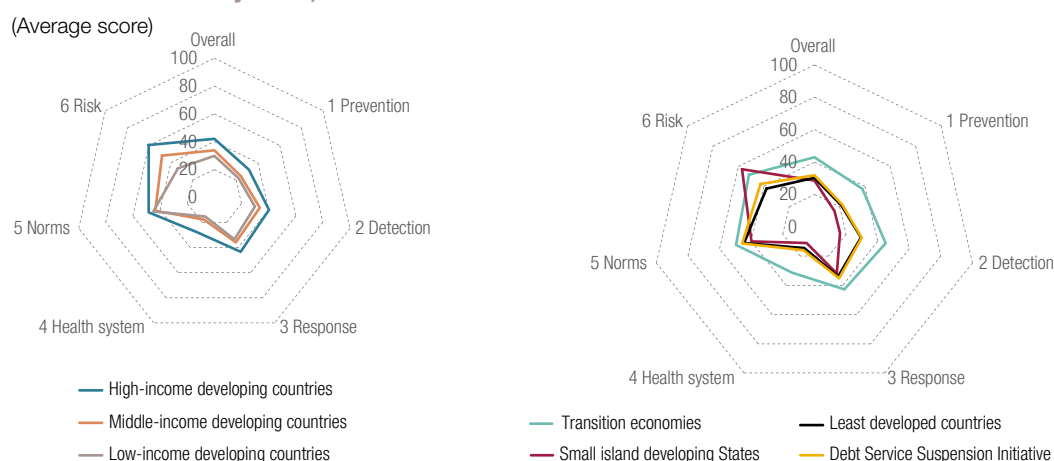 (Average score)
Overall
100
80
60
40
20
0
1 Prevention
2 Detection
3 Response
4 Health system
5 Norms
6 Risk
High-income developing countries
Middle-income developing countries
Low-income developing countries
Overall
100
80
60
40
20
0
1 Prevention
2 Detection
3 Response
4 Health system
5 Norms
6 Risk
Transition economies
Least developed countries
Small island developing States
Debt Service Suspension Initiative